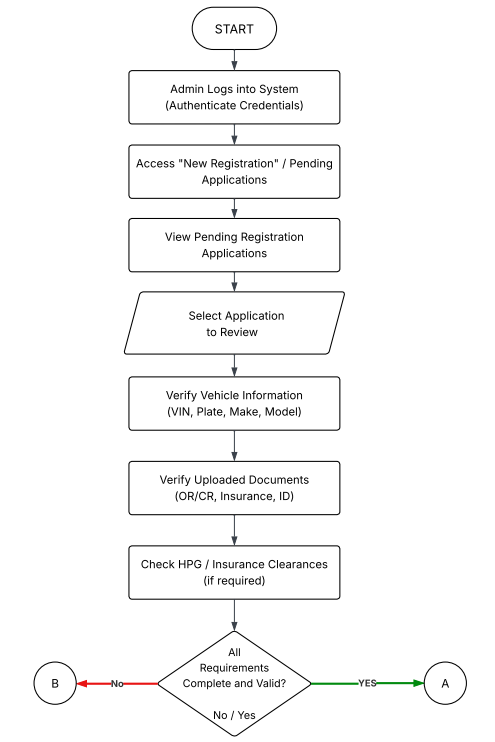 START
Admin Logs into System
(Authenticate Credentials)
Access "New Registration" / Pending
Applications
View Pending Registration
Applications
Select Application
to Review
Verify Vehicle Information
(VIN, Plate, Make, Model)
Verify Uploaded Documents
(OR/CR, Insurance, ID)
Check HPG / Insurance Clearances
(if required)
All
Requirements
Complete and Valid?
No / Yes
B
No
YES
A